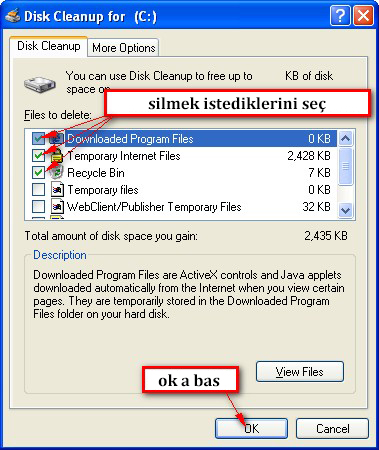 Disk Cleanup for (C:)
Disk Cleanup
More Options
You can use Disk Cleanup to free up to KB of disk
space on
silmek istediklerini seç
Files to delete:
Downloaded Program Files 0 KB
Temporary Internet Files 2,428 KB
Recycle Bin 7 KB
Temporary files 0 KB
WebClient/Publisher Temporary Files 32 KB
Total amount of disk space you gain: 2,435 KB
Description
Downloaded Program Files are ActiveX controls and Java applets
downloaded automatically from the Internet when you view certain
pages. They are temporarily stored in the Downloaded Program
Files folder on your hard disk.
ok a bas
View Files
OK
Cancel